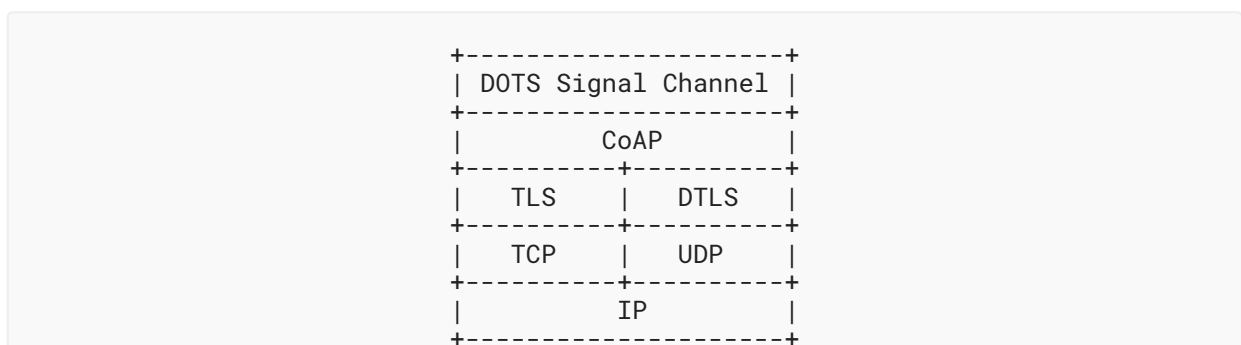 +---------------------+
| DOTS Signal Channel |
+---------------------+
|         CoAP        |
+----------+----------+
|   TLS    |   DTLS   |
+----------+----------+
|   TCP    |   UDP    |
+----------+----------+
|          IP         |
+---------------------+